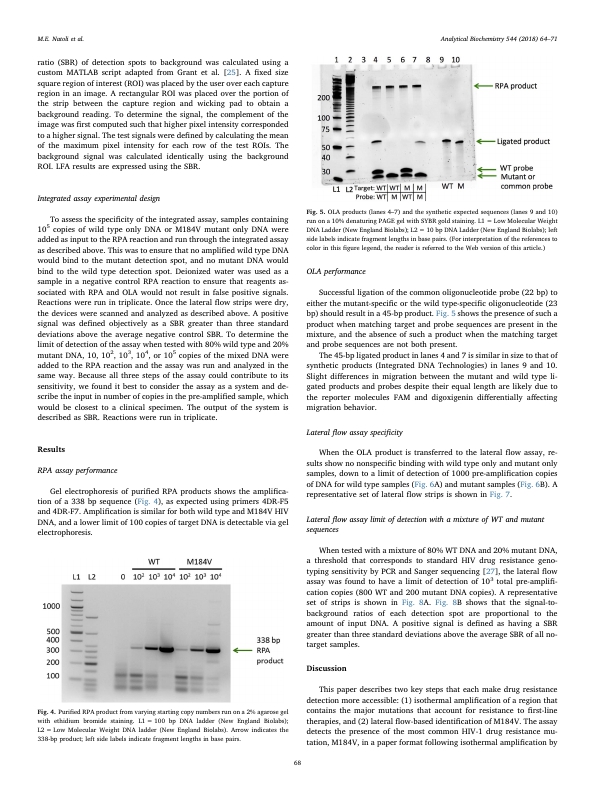 M.E. Natoli et al.
Analytical Biochemistry 544 (2018) 64–71
ratio (SBR) of detection spots to background was calculated using a
custom MATLAB script adapted from Grant et al. [25]. A fixed size
square region of interest (ROI) was placed by the user over each capture
region in an image. A rectangular ROI was placed over the portion of
the strip between the capture region and wicking pad to obtain a
background reading. To determine the signal, the complement of the
image was first computed such that higher pixel intensity corresponded
to a higher signal. The test signals were defined by calculating the mean
of the maximum pixel intensity for each row of the test ROIs. The
background signal was calculated identically using the background
ROI. LFA results are expressed using the SBR.
Integrated assay experimental design
To assess the specificity of the integrated assay, samples containing
10⁵ copies of wild type only DNA or M184V mutant only DNA were
added as input to the RPA reaction and run through the integrated assay
as described above. This was to ensure that no amplified wild type DNA
would bind to the mutant detection spot, and no mutant DNA would
bind to the wild type detection spot. Deionized water was used as a
sample in a negative control RPA reaction to ensure that reagents as-
sociated with RPA and OLA would not result in false positive signals.
Reactions were run in triplicate. Once the lateral flow strips were dry,
the devices were scanned and analyzed as described above. A positive
signal was defined objectively as a SBR greater than three standard
deviations above the average negative control SBR. To determine the
limit of detection of the assay when tested with 80% wild type and 20%
mutant DNA, 10, 10², 10³, 10⁴, or 10⁵ copies of the mixed DNA were
added to the RPA reaction and the assay was run and analyzed in the
same way. Because all three steps of the assay could contribute to its
sensitivity, we found it best to consider the assay as a system and de-
scribe the input in number of copies in the pre-amplified sample, which
would be closest to a clinical specimen. The output of the system is
described as SBR. Reactions were run in triplicate.
Results
RPA assay performance
Gel electrophoresis of purified RPA products shows the amplifica-
tion of a 338 bp sequence (Fig. 4), as expected using primers 4DR-F5
and 4DR-F7. Amplification is similar for both wild type and M184V HIV
DNA, and a lower limit of 100 copies of target DNA is detectable via gel
electrophoresis.
WT M184V
L1 L2 0 10² 10³ 10⁴ 10² 10³ 10⁴
1000
500
400
300
200
100
338 bp
RPA
product
Fig. 4. Purified RPA product from varying starting copy numbers run on a 2% agarose gel
with ethidium bromide staining. L1 = 100 bp DNA ladder (New England Biolabs);
L2 = Low Molecular Weight DNA ladder (New England Biolabs). Arrow indicates the
338-bp product; left side labels indicate fragment lengths in base pairs.
1 2 3 4 5 6 7 8 9 10
200
100
75
50
40
30
RPA product
Ligated product
WT probe
Mutant or
common probe
L1 L2 Target: WT WT M M WT M
Probe: WT M WT M
Fig. 5. OLA products (lanes 4–7) and the synthetic expected sequences (lanes 9 and 10)
run on a 10% denaturing PAGE gel with SYBR gold staining. L1 = Low Molecular Weight
DNA Ladder (New England Biolabs); L2 = 10 bp DNA Ladder (New England Biolabs); left
side labels indicate fragment lengths in base pairs. (For interpretation of the references to
color in this figure legend, the reader is referred to the Web version of this article.)
OLA performance
Successful ligation of the common oligonucleotide probe (22 bp) to
either the mutant-specific or the wild type-specific oligonucleotide (23
bp) should result in a 45-bp product. Fig. 5 shows the presence of such a
product when matching target and probe sequences are present in the
mixture, and the absence of such a product when the matching target
and probe sequences are not both present.
The 45-bp ligated product in lanes 4 and 7 is similar in size to that of
synthetic products (Integrated DNA Technologies) in lanes 9 and 10.
Slight differences in migration between the mutant and wild type li-
gated products and probes despite their equal length are likely due to
the reporter molecules FAM and digoxigenin differentially affecting
migration behavior.
Lateral flow assay specificity
When the OLA product is transferred to the lateral flow assay, re-
sults show no nonspecific binding with wild type only and mutant only
samples, down to a limit of detection of 1000 pre-amplification copies
of DNA for wild type samples (Fig. 6A) and mutant samples (Fig. 6B). A
representative set of lateral flow strips is shown in Fig. 7.
Lateral flow assay limit of detection with a mixture of WT and mutant
sequences
When tested with a mixture of 80% WT DNA and 20% mutant DNA,
a threshold that corresponds to standard HIV drug resistance geno-
typing sensitivity by PCR and Sanger sequencing [27], the lateral flow
assay was found to have a limit of detection of 10³ total pre-amplifi-
cation copies (800 WT and 200 mutant DNA copies). A representative
set of strips is shown in Fig. 8A. Fig. 8B shows that the signal-to-
background ratios of each detection spot are proportional to the
amount of input DNA. A positive signal is defined as having a SBR
greater than three standard deviations above the average SBR of all no-
target samples.
Discussion
This paper describes two key steps that each make drug resistance
detection more accessible: (1) isothermal amplification of a region that
contains the major mutations that account for resistance to first-line
therapies, and (2) lateral flow-based identification of M184V. The assay
detects the presence of the most common HIV-1 drug resistance mu-
tation, M184V, in a paper format following isothermal amplification by
68